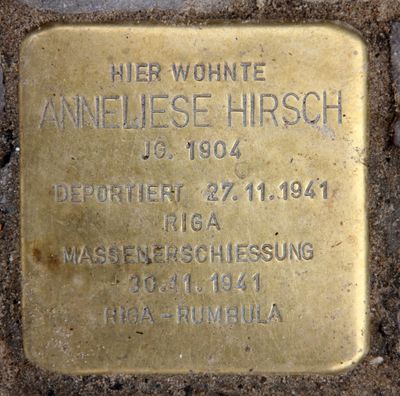 HIER WOHNTE
ANNELIESE HIRSCH
JG. 1904
DEPORTIERT 27.11.1941
RIGA
MASSENERSCHIESSUNG
30.11.1941
RIGA-RUMBULA